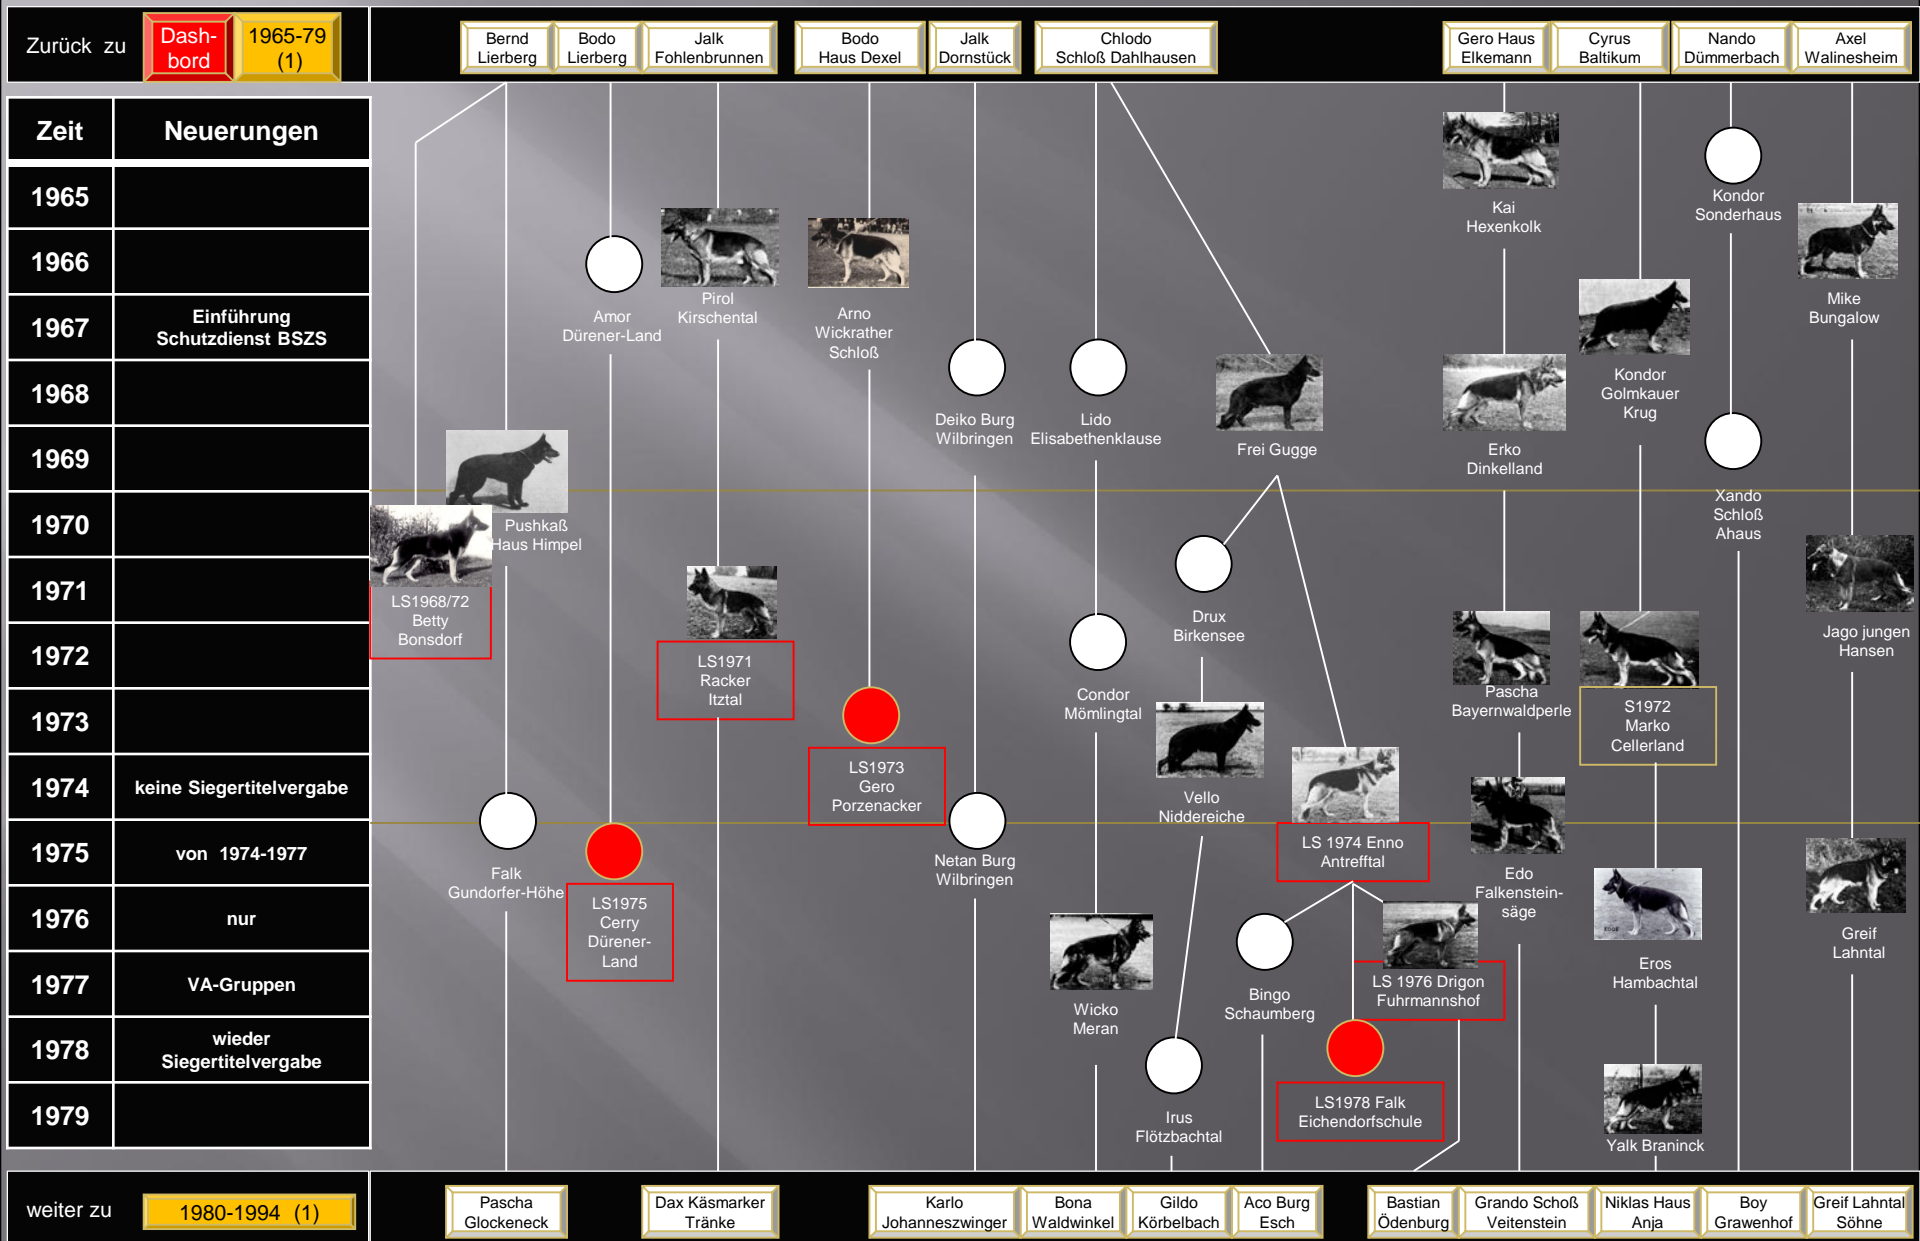 Zurück zu
Dash-
bord
1965-79
(1)
Bernd
Lierberg
Bodo
Lierberg
Jalk
Fohlenbrunnen
Bodo
Haus Dexel
Jalk
Dornstück
Chlodo
Schloß Dahlhausen
Gero Haus
Elkemann
Cyrus
Baltikum
Nando
Dümmerbach
Axel
Walinesheim
Zeit
Neuerungen
1965
1966
1967
Einführung
Schutzdienst BSZS
1968
1969
1970
1971
1972
1973
1974
keine Siegertitelvergabe
1975
von 1974-1977
1976
nur
1977
VA-Gruppen
1978
wieder
Siegertitelvergabe
1979
Kai
Hexenkolk
Kondor
Sonderhaus
Amor
Dürener-Land
Pirol
Kirschental
Arno
Wickrather
Schloß
Mike
Bungalow
Deiko Burg
Wilbringen
Lido
Elisabethenklause
Frei Gugge
Erko
Dinkelland
Kondor
Golmkauer
Krug
Xando
Schloß
Ahaus
Pushkaß
Haus Himpel
LS1968/72
Betty
Bonsdorf
LS1971
Racker
Itztal
Drux
Birkensee
Jago jungen
Hansen
Condor
Mömlingtal
Pascha
Bayernwaldperle
S1972
Marko
Cellerland
LS1973
Gero
Porzenacker
Vello
Niddereiche
LS 1974 Enno
Antrefftal
Falk
Gundorfer-Höhe
LS1975
Cerry
Dürener-
Land
Netan Burg
Wilbringen
Edo
Falkenstein-
säge
Greif
Lahntal
Eros
Hambachtal
Wicko
Meran
Bingo
Schaumberg
LS 1976 Drigon
Fuhrmannshof
Irus
Flötzbachtal
LS1978 Falk
Eichendorfschule
Yalk Braninck
weiter zu
1980-1994 (1)
Pascha
Glockeneck
Dax Käsmarker
Tränke
Karlo
Johanneszwinger
Bona
Waldwinkel
Gildo
Körbelbach
Aco Burg
Esch
Bastian
Ödenburg
Grando Schoß
Veitenstein
Niklas Haus
Anja
Boy
Grawenhof
Greif Lahntal
Söhne